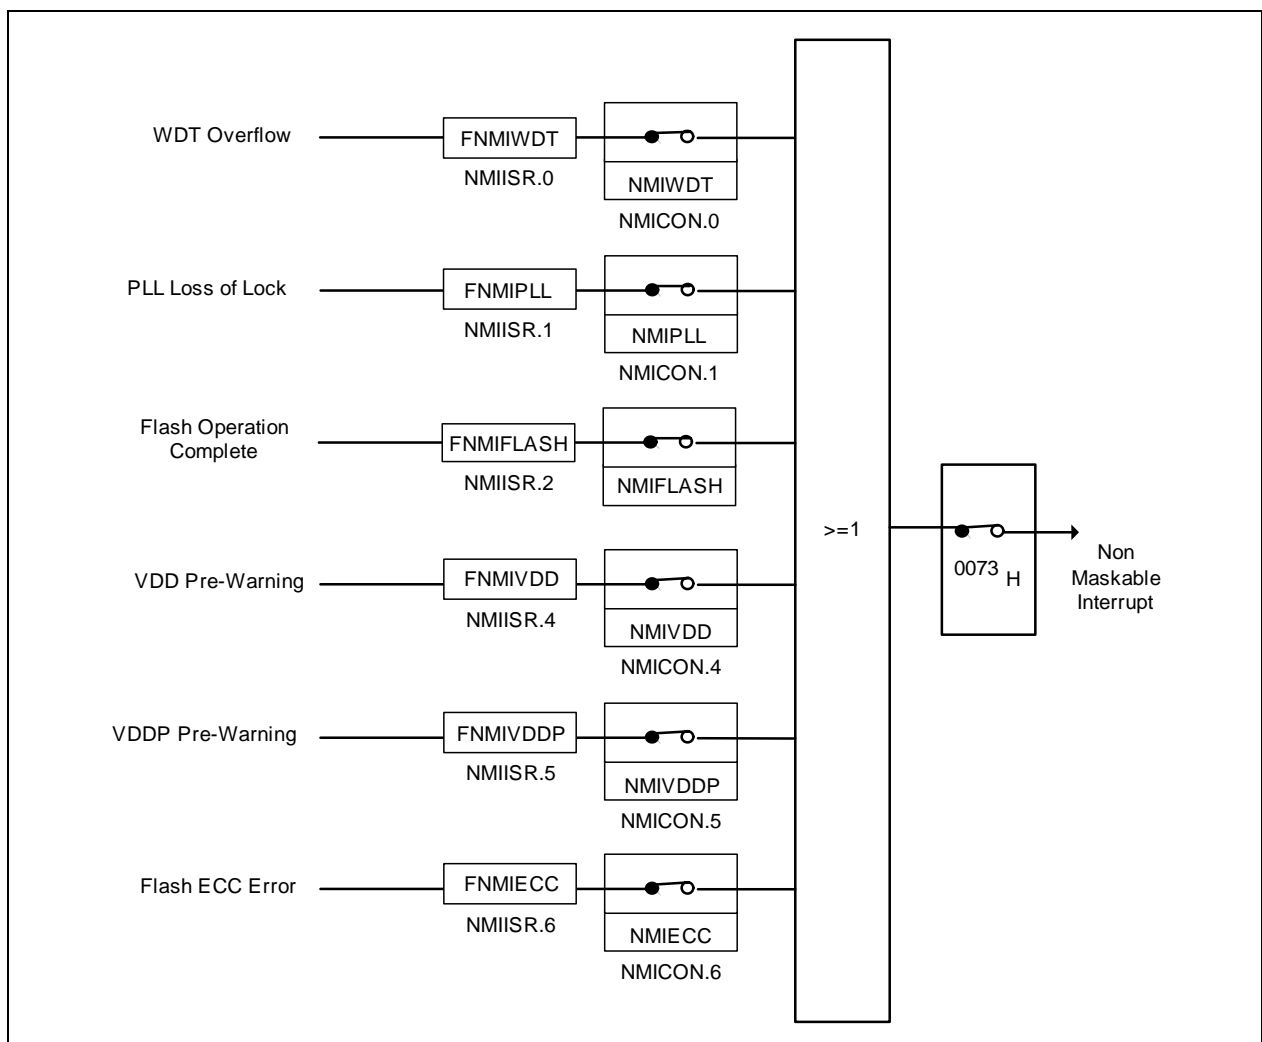 WDT Overflow
FNMIWDT
NMIISR.0
NMIWDT
NMICON.0
PLL Loss of Lock
FNMIPLL
NMIISR.1
NMIPLL
NMICON.1
Flash Operation
Complete
FNMIFLASH
NMIISR.2
NMIFLASH
VDD Pre-Warning
FNMIVDD
NMIISR.4
NMIVDD
NMICON.4
VDDP Pre-Warning
FNMIVDDP
NMIISR.5
NMIVDDP
NMICON.5
Flash ECC Error
FNMIECC
NMIISR.6
NMIECC
NMICON.6
>=1
0073 H
Non
Maskable
Interrupt